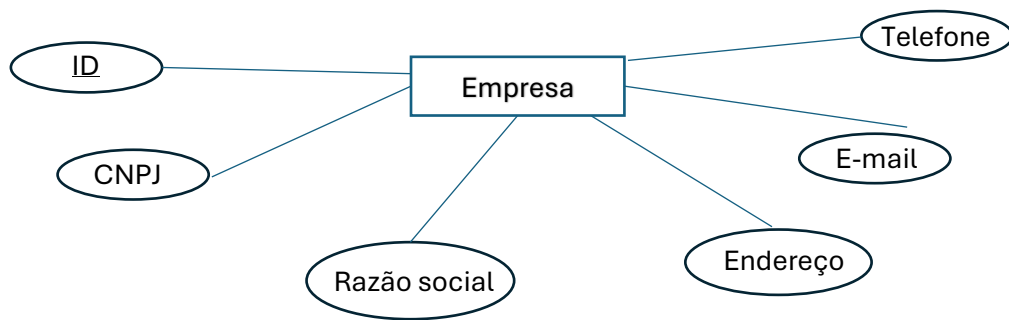 Telefone
ID
Empresa
E-mail
CNPJ
Endereço
Razão social